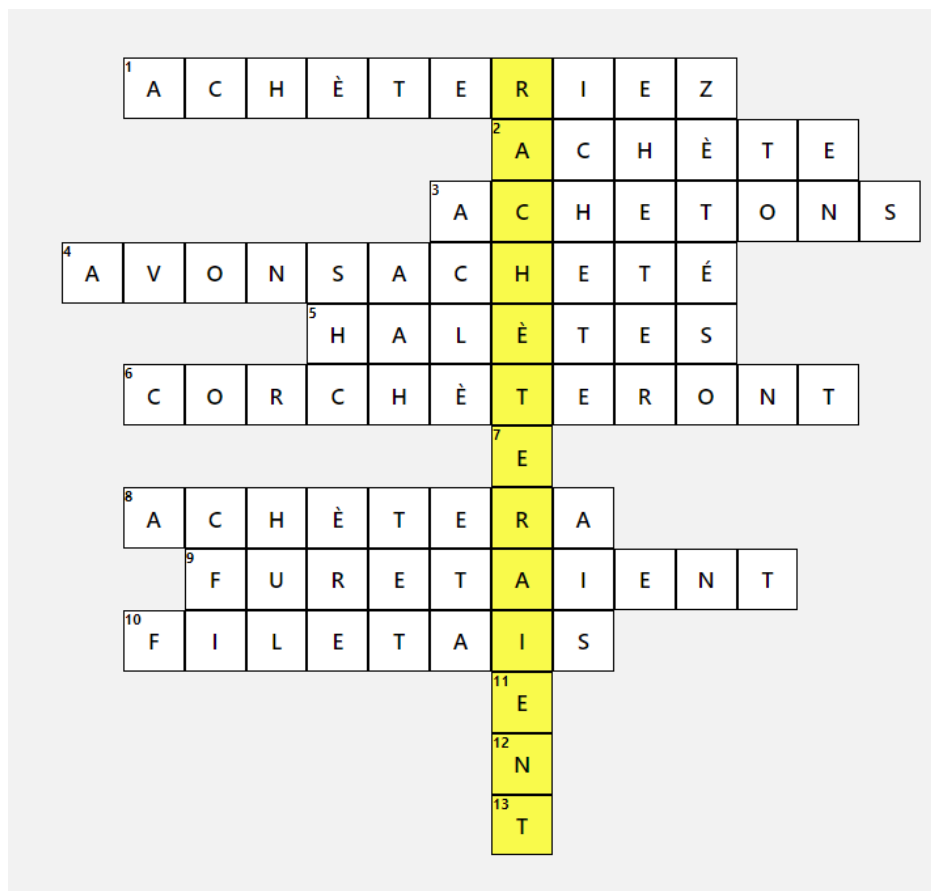 1 ACHÈTERIEZ
2 ACHÈTE
3 ACHETONS
4 AVONSACHETÉ
5 HALÈTES
6 CORCHÈTERONT
7 E
8 ACHÈTERA
9 FURETAIENT
10 FILETAIS
11 E
12 N
13 T